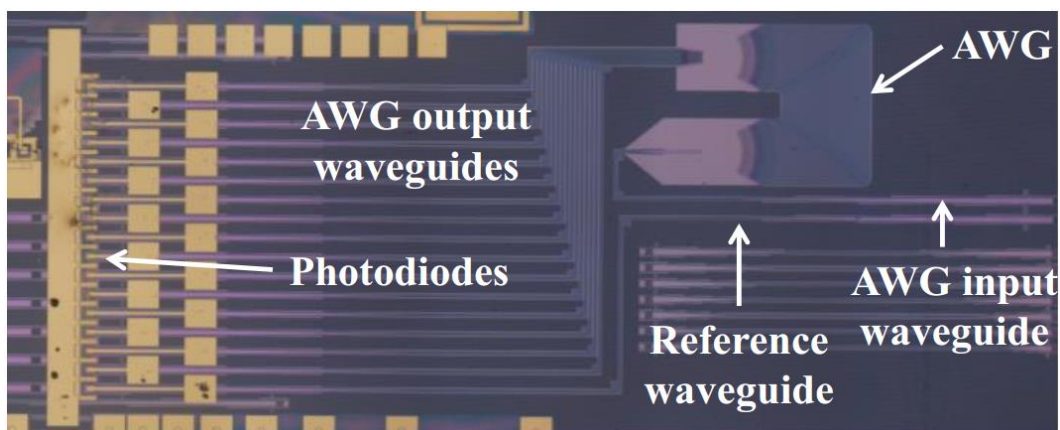 AWG
AWG output
waveguides
Photodiodes
AWG input
waveguide
Reference
waveguide